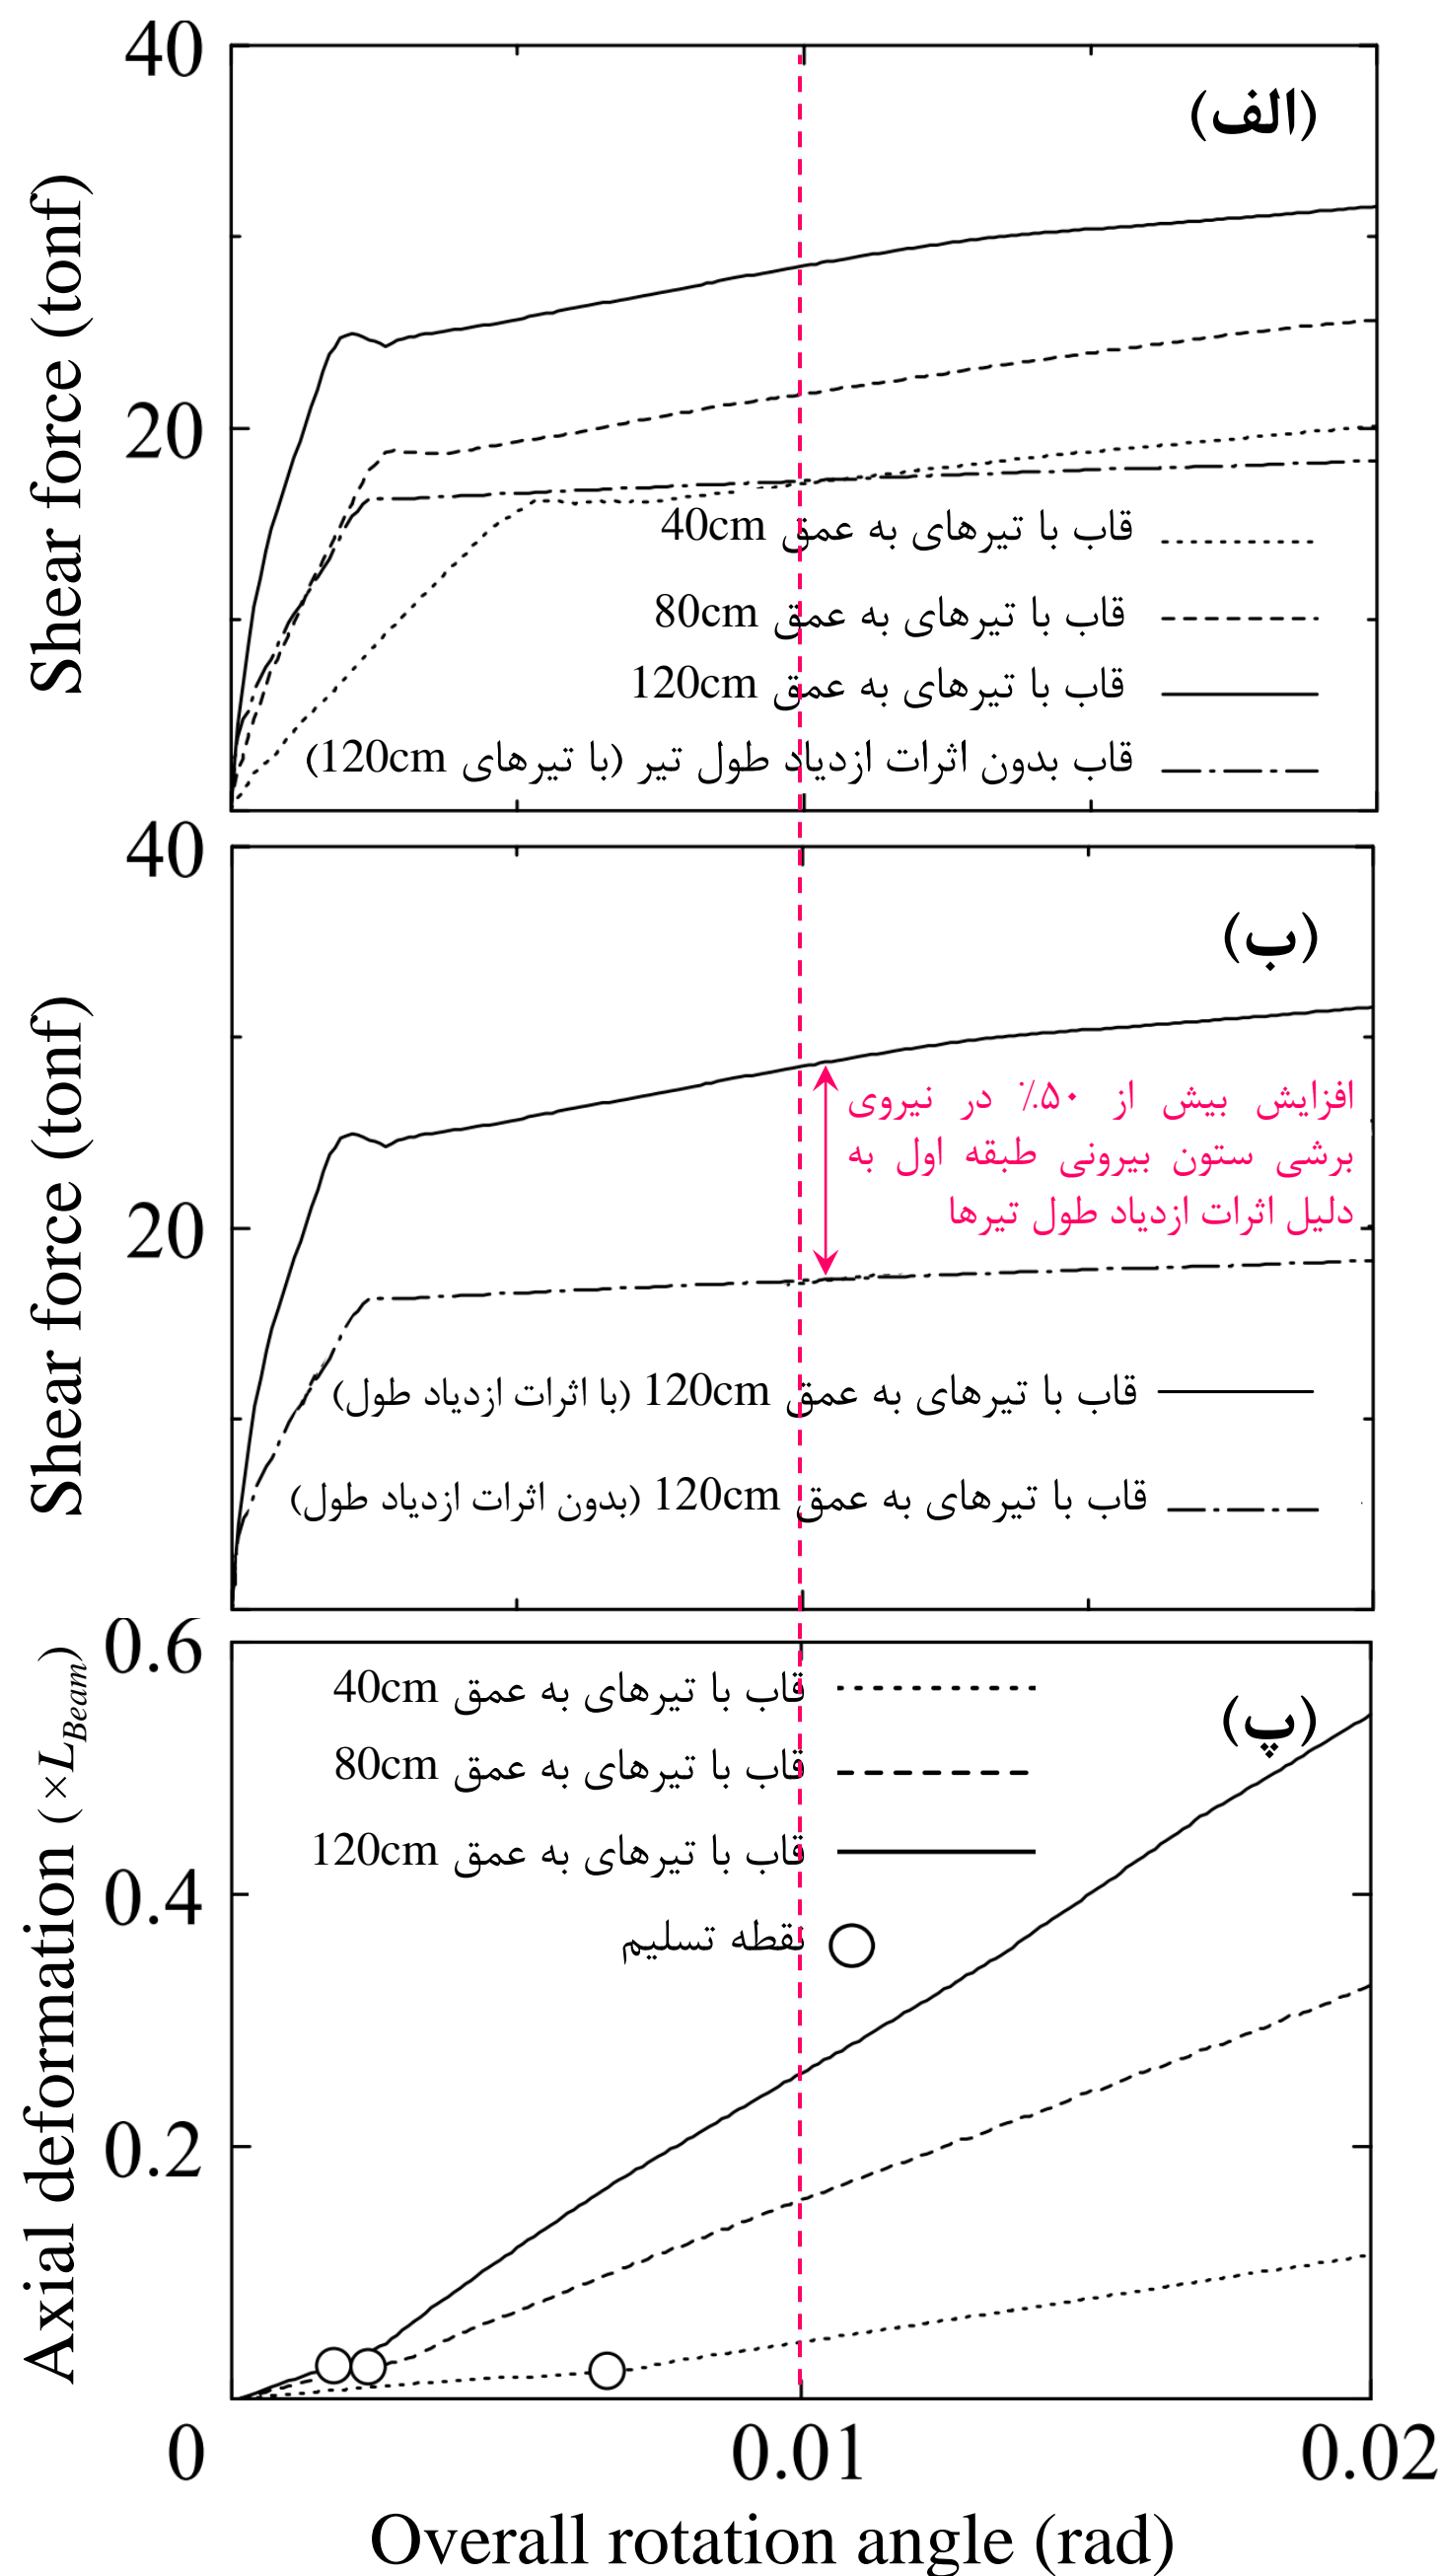 40
(الف)
Shear force (tonf)
20
قاب با تیرهای به عمق 40cm
قاب با تیرهای به عمق 80cm
قاب با تیرهای به عمق 120cm
قاب بدون اثرات ازدیاد طول تیر (با تیرهای 120cm)
40
(ب)
Shear force (tonf)
افزایش بیش از ۵۰٪ در نیروی
برشی ستون بیرونی طبقه اول به
دلیل اثرات ازدیاد طول تیرها
20
قاب با تیرهای به عمق 120cm (با اثرات ازدیاد طول)
قاب با تیرهای به عمق 120cm (بدون اثرات ازدیاد طول)
0.6
(پ)
Axial deformation (×L_Beam)
قاب با تیرهای به عمق 40cm
قاب با تیرهای به عمق 80cm
قاب با تیرهای به عمق 120cm
0.4
نقطه تسلیم
0.2
0 0.01 0.02
Overall rotation angle (rad)